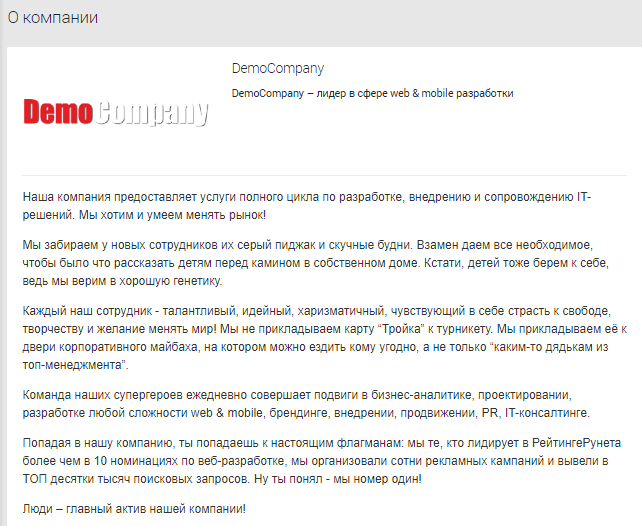 О компании
DemoCompany
DemoCompany
DemoCompany – лидер в сфере web & mobile разработки
Наша компания предоставляет услуги полного цикла по разработке, внедрению и сопровождению IT-
решений. Мы хотим и умеем менять рынок!
Мы забираем у новых сотрудников их серый пиджак и скучные будни. Взамен даем все необходимое,
чтобы было что рассказать детям перед камином в собственном доме. Кстати, детей тоже берем к себе,
ведь мы верим в хорошую генетику.
Каждый наш сотрудник - талантливый, идейный, харизматичный, чувствующий в себе страсть к свободе,
творчеству и желание менять мир! Мы не прикладываем карту “Тройка” к турникету. Мы прикладываем её к
двери корпоративного майбаха, на котором можно ездить кому угодно, а не только “каким-то дядькам из
топ-менеджмента”.
Команда наших супергероев ежедневно совершает подвиги в бизнес-аналитике, проектировании,
разработке любой сложности web & mobile, брендинге, внедрении, продвижении, PR, IT-консалтинге.
Попадая в нашу компанию, ты попадаешь к настоящим флагманам: мы те, кто лидирует в РейтингеРунета
более чем в 10 номинациях по веб-разработке, мы организовали сотни рекламных кампаний и вывели в
ТОП десятки тысяч поисковых запросов. Ну ты понял - мы номер один!
Люди – главный актив нашей компании!